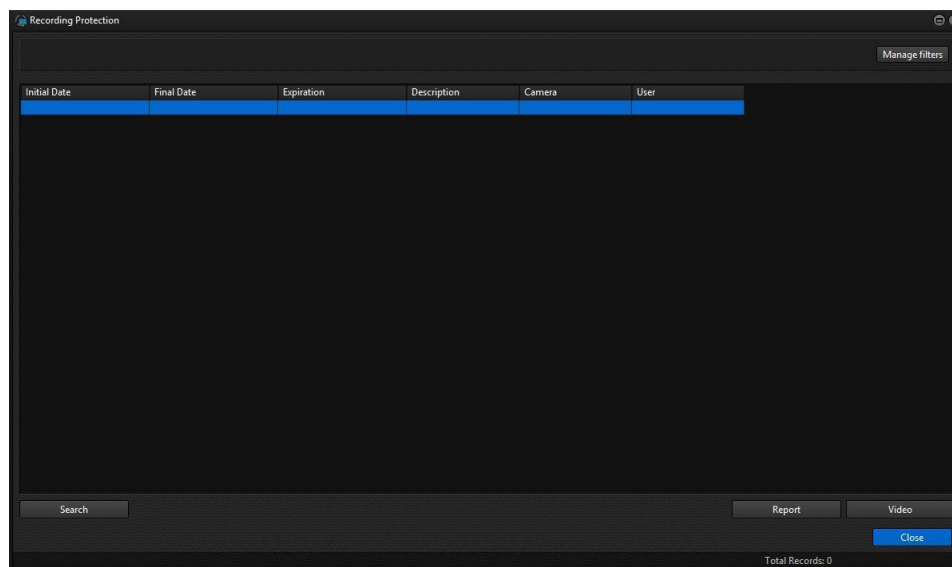 Recording Protection
Manage filters
Initial Date Final Date Expiration Description Camera User
Search Report Video
Close
Total Records: 0